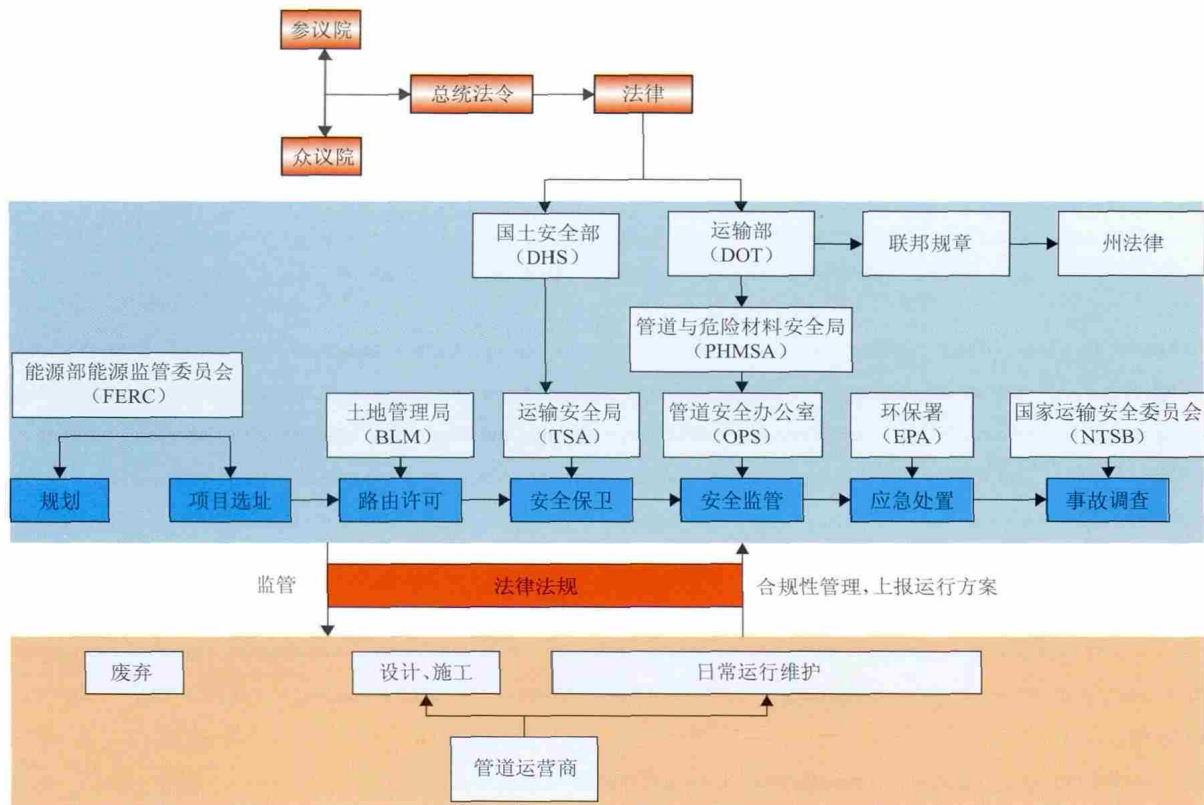 参议院
总统法令
法律
众议院
国土安全部
(DHS)
运输部
(DOT)
联邦规章
州法律
管道与危险材料安全局
(PHMSA)
能源部能源监管委员会
(FERC)
土地管理局
(BLM)
运输安全局
(TSA)
管道安全办公室
(OPS)
环保署
(EPA)
国家运输安全委员会
(NTSB)
规划
项目选址
路由许可
安全保卫
安全监管
应急处置
事故调查
监管
法律法规
合规性管理,上报运行方案
废弃
设计、施工
日常运行维护
管道运营商